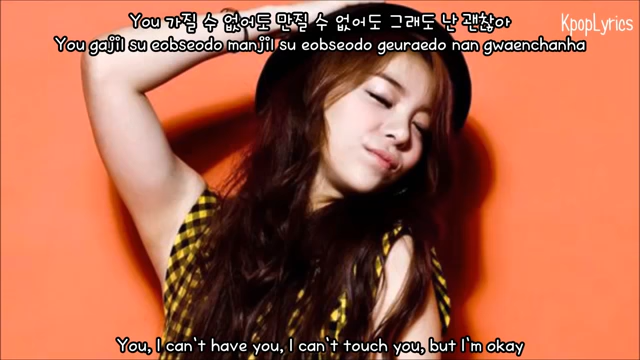 You 가질 수 없어도 만질 수 없어도 그래도 난 괜찮아
KpopLyrics
You gajil su eobseodo manjil su eobseodo geuraedo nan gwaenchanha
You, I can't have you, I can't touch you, but I'm okay